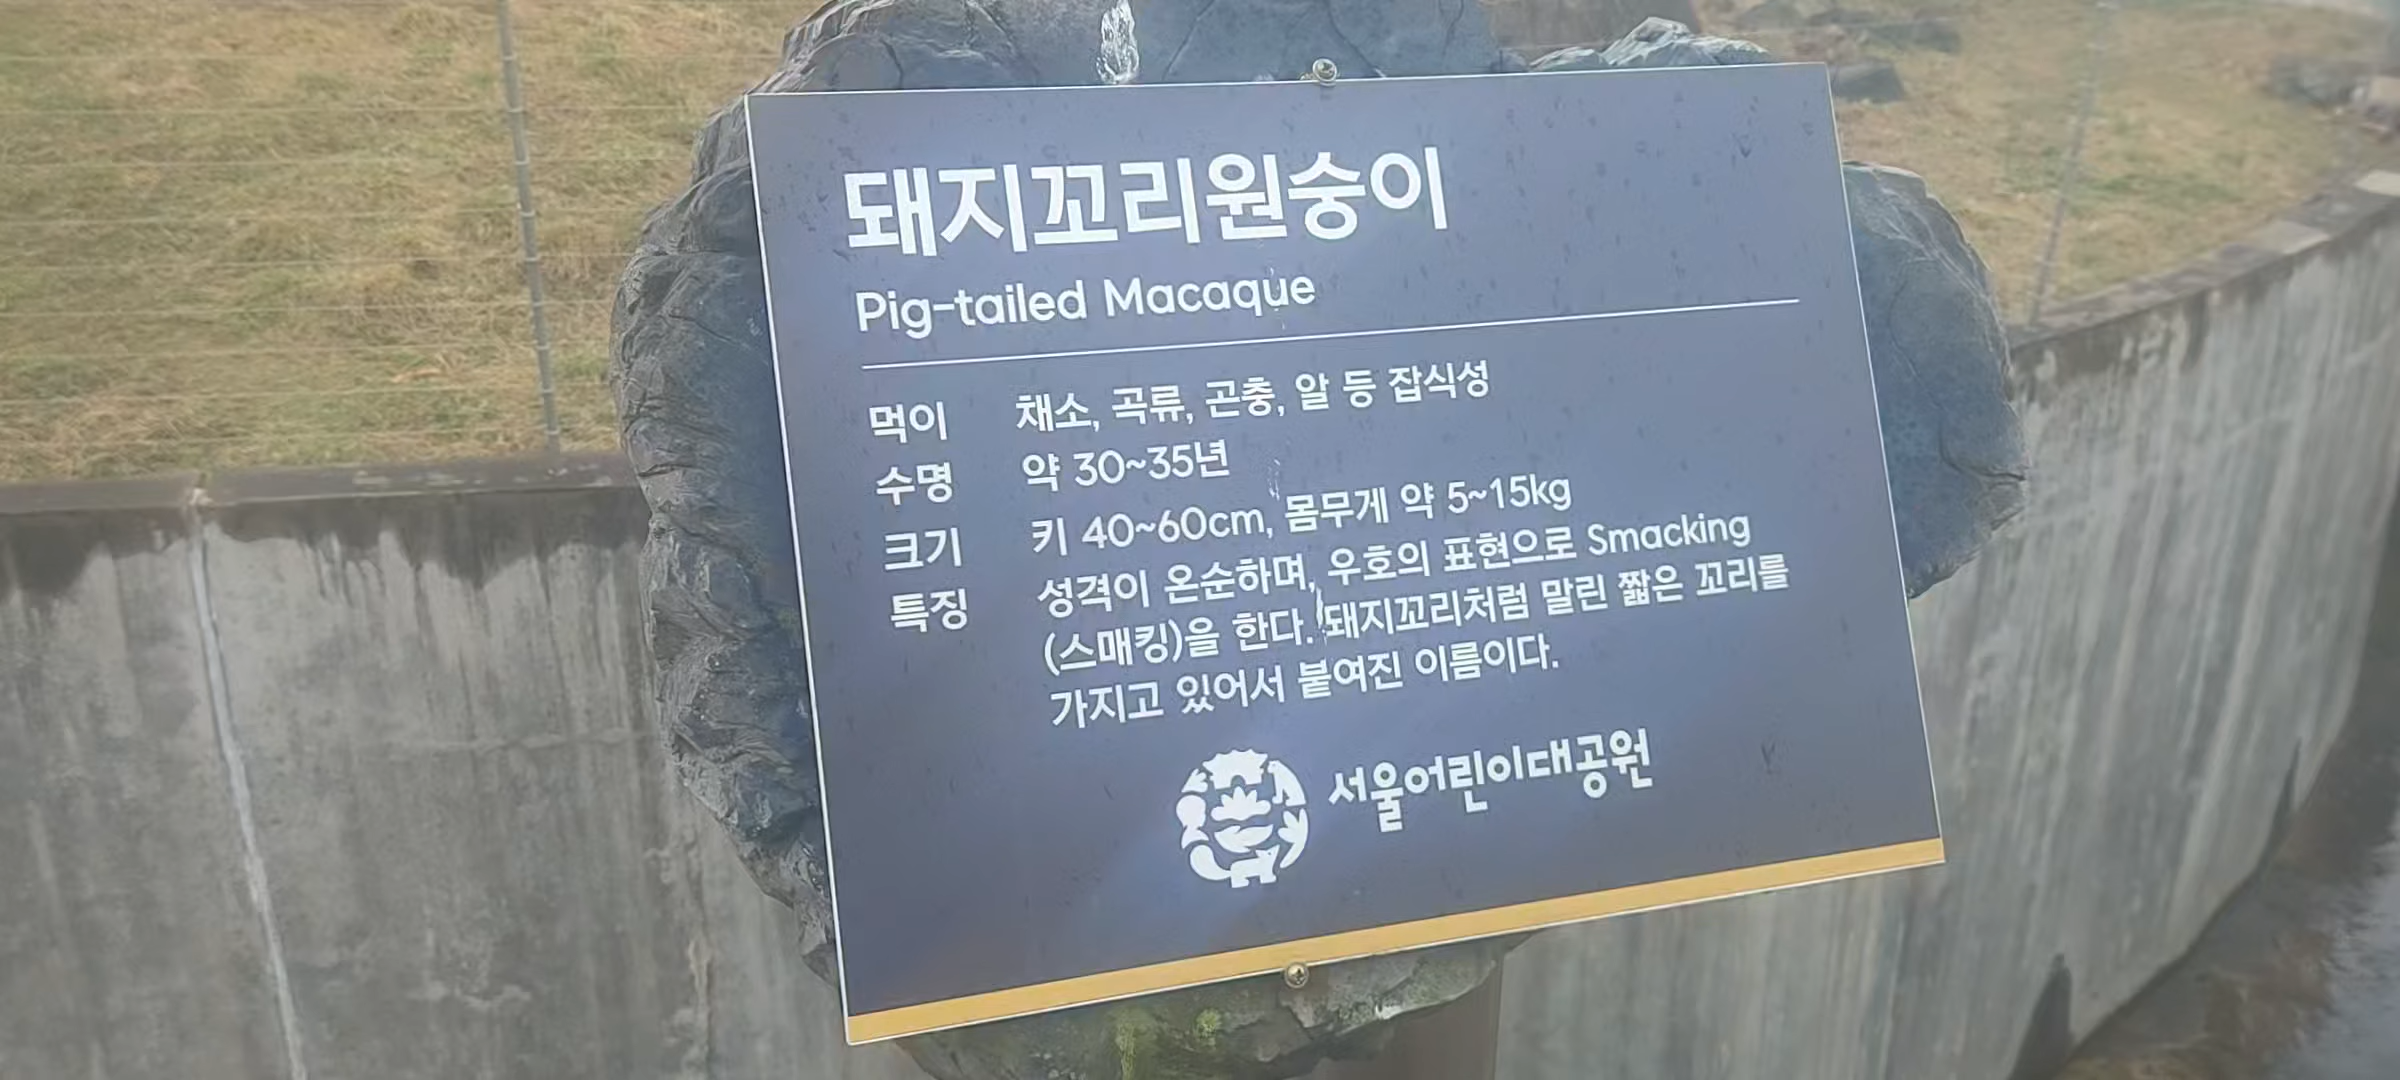 돼지꼬리원숭이
Pig-tailed Macaque
먹이 채소, 곡류, 곤충, 알 등 잡식성
수명 약 30~35년
크기 키 40~60cm, 몸무게 약 5~15kg
특징 성격이 온순하며, 우호의 표현으로 Smacking
(스매킹)을 한다. 돼지꼬리처럼 말린 짧은 꼬리를
가지고 있어서 붙여진 이름이다.
서울어린이대공원